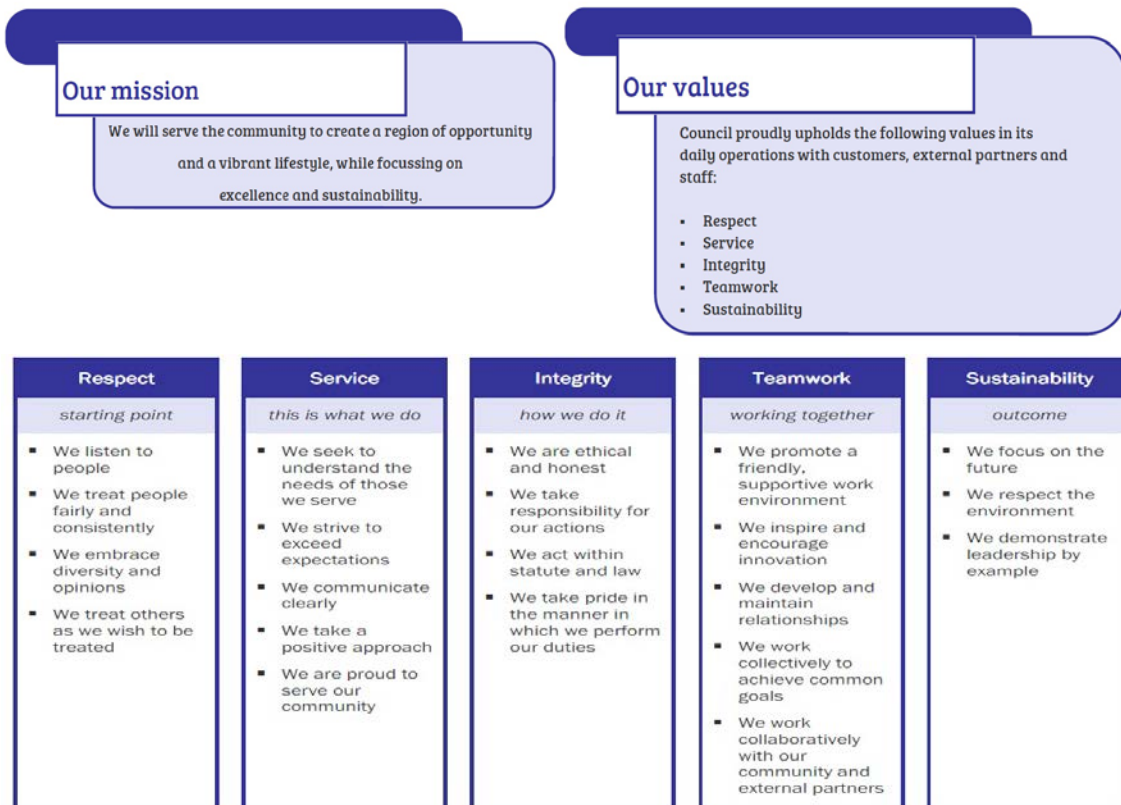 Our mission
We will serve the community to create a region of opportunity
and a vibrant lifestyle, while focussing on
excellence and sustainability.
Our values
Council proudly upholds the following values in its
daily operations with customers, external partners and
staff:
▪ Respect
▪ Service
▪ Integrity
▪ Teamwork
▪ Sustainability
Respect
starting point
▪ We listen to
people
▪ We treat people
fairly and
consistently
▪ We embrace
diversity and
opinions
▪ We treat others
as we wish to be
treated
Service
this is what we do
▪ We seek to
understand the
needs of those
we serve
▪ We strive to
exceed
expectations
▪ We communicate
clearly
▪ We take a
positive approach
▪ We are proud to
serve our
community
Integrity
how we do it
▪ We are ethical
and honest
▪ We take
responsibility for
our actions
▪ We act within
statute and law
▪ We take pride in
the manner in
which we perform
our duties
Teamwork
working together
▪ We promote a
friendly,
supportive work
environment
▪ We inspire and
encourage
innovation
▪ We develop and
maintain
relationships
▪ We work
collectively to
achieve common
goals
▪ We work
collaboratively
with our
community and
external partners
Sustainability
outcome
▪ We focus on the
future
▪ We respect the
environment
▪ We demonstrate
leadership by
example